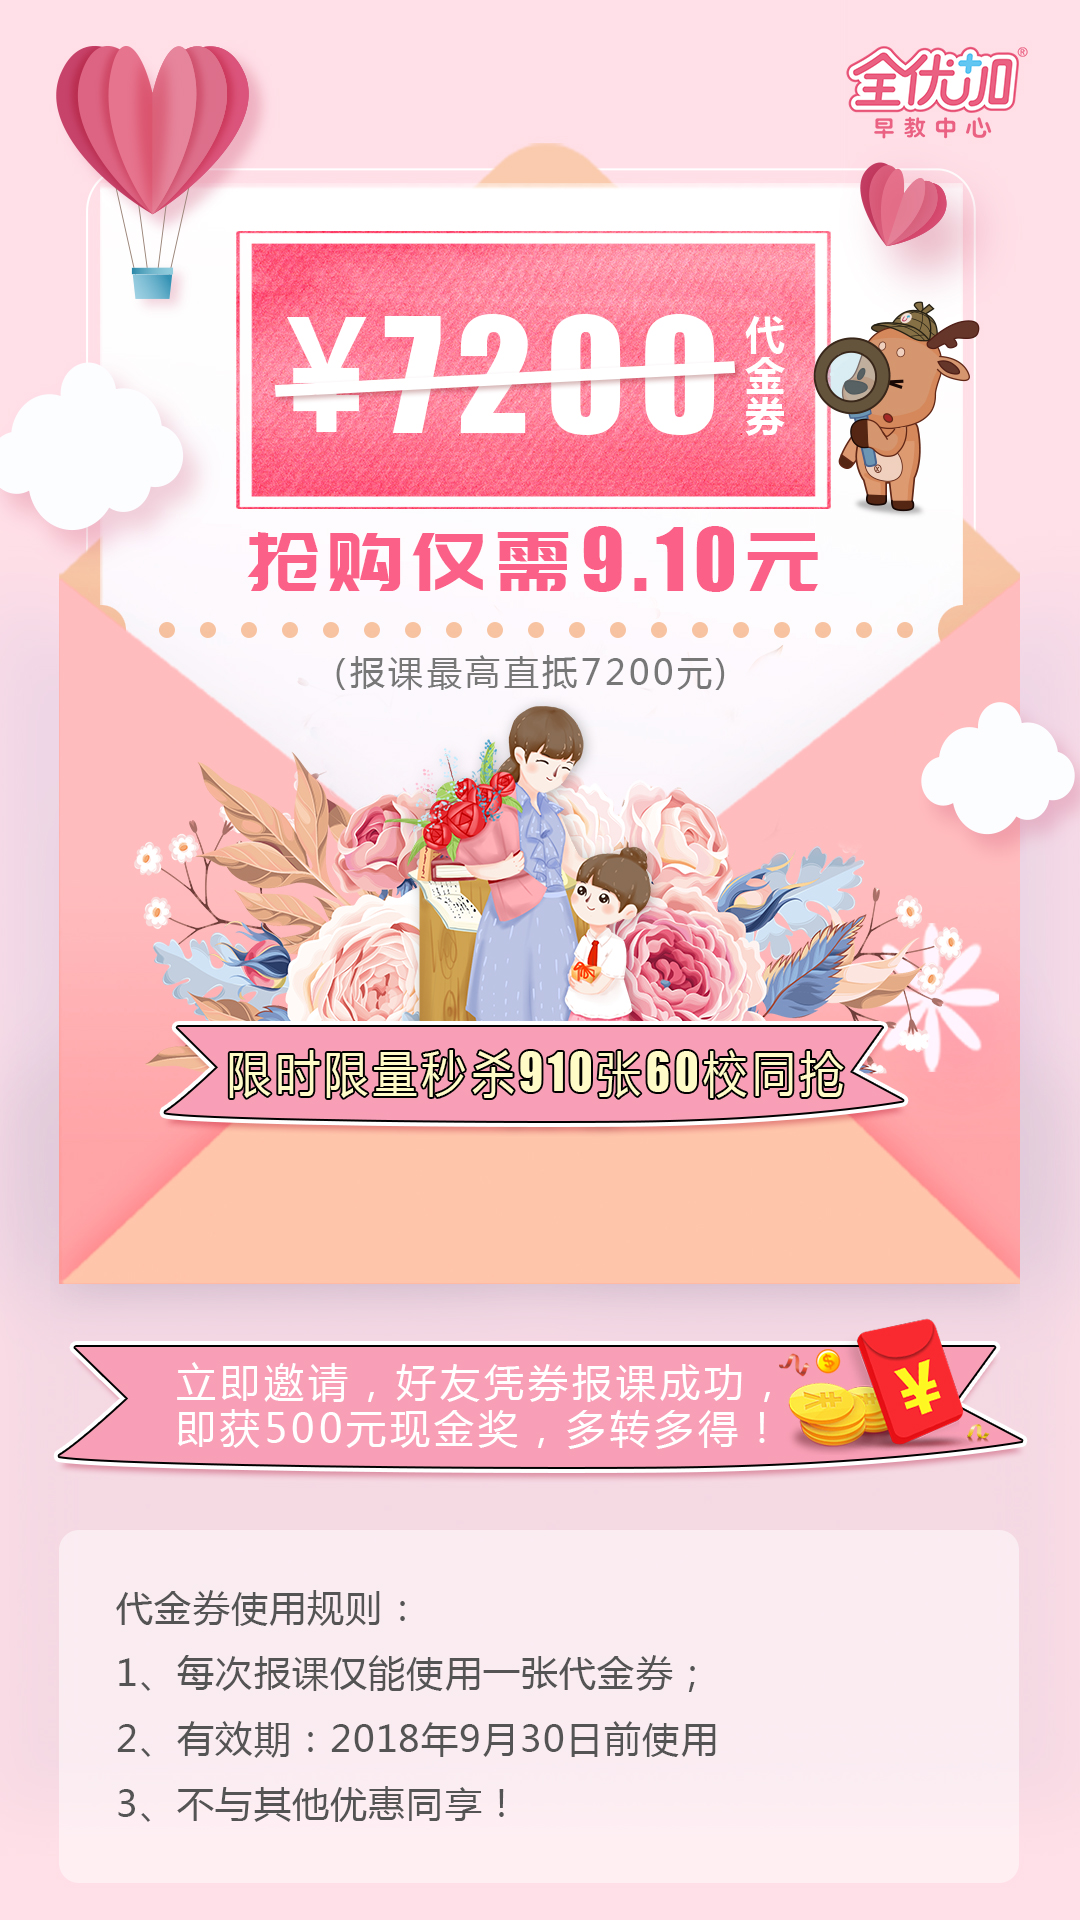 全优+加®
早教中心
¥7200
代金券
抢购仅需9.10元
(报课最高直抵7200元)
限时限量秒杀910张60校同抢
立即邀请，好友凭券报课成功，
即获500元现金奖，多转多得！
¥
代金券使用规则：
1、每次报课仅能使用一张代金券；
2、有效期：2018年9月30日前使用
3、不与其他优惠同享！